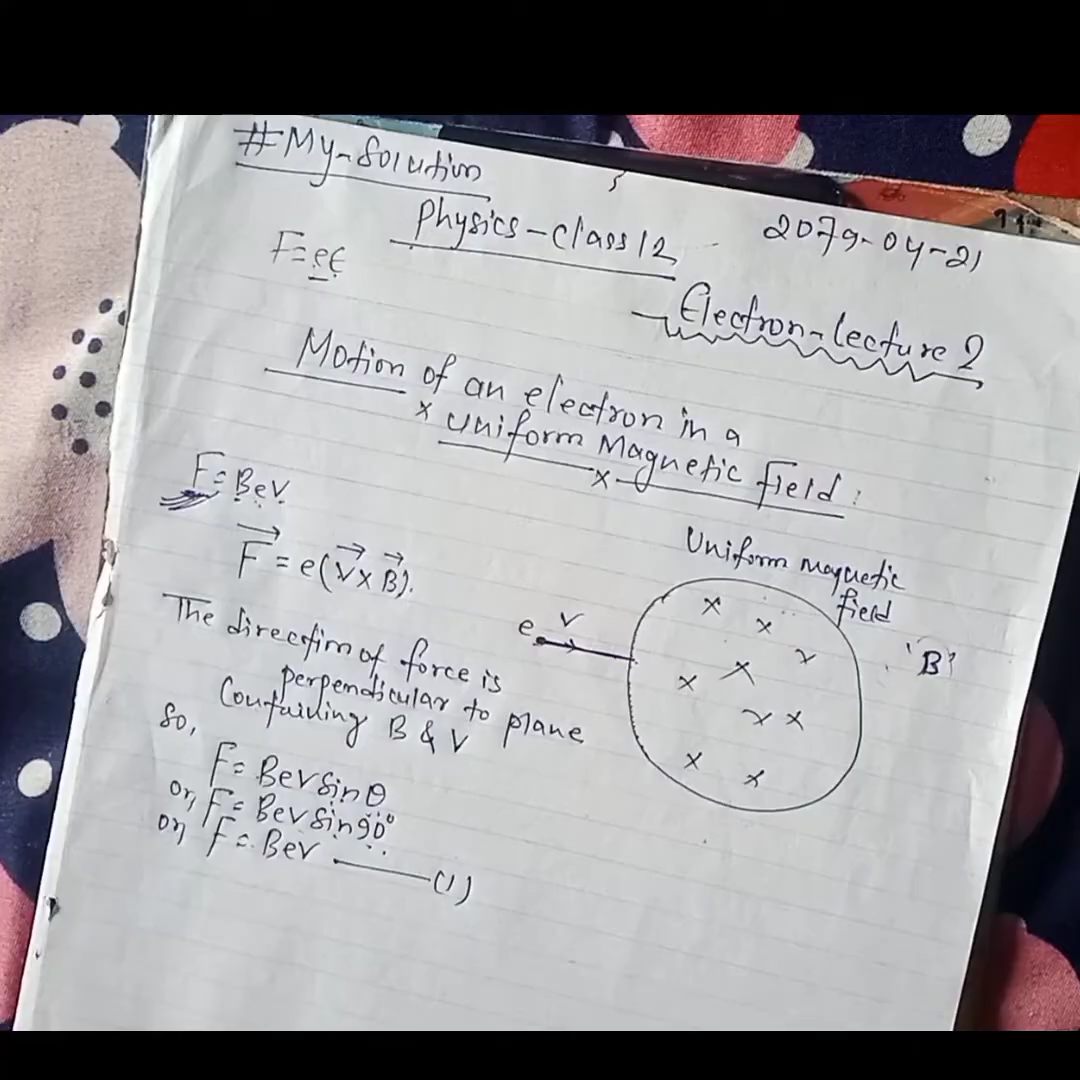 #My-Solution
Physics-class 12
2079-04-21
F=eE
Electron-lecture 2
Motion of an electron in a
x Uniform Magnetic field:
x
F=Bev
F = e(V x B).
Uniform magnetic
field
e v
'B'
The direction of force is
perpendicular to plane
Containing B & V
So,
F= Bev Sin θ
or, F= Bev Sin90°
or, F= Bev ——(1)